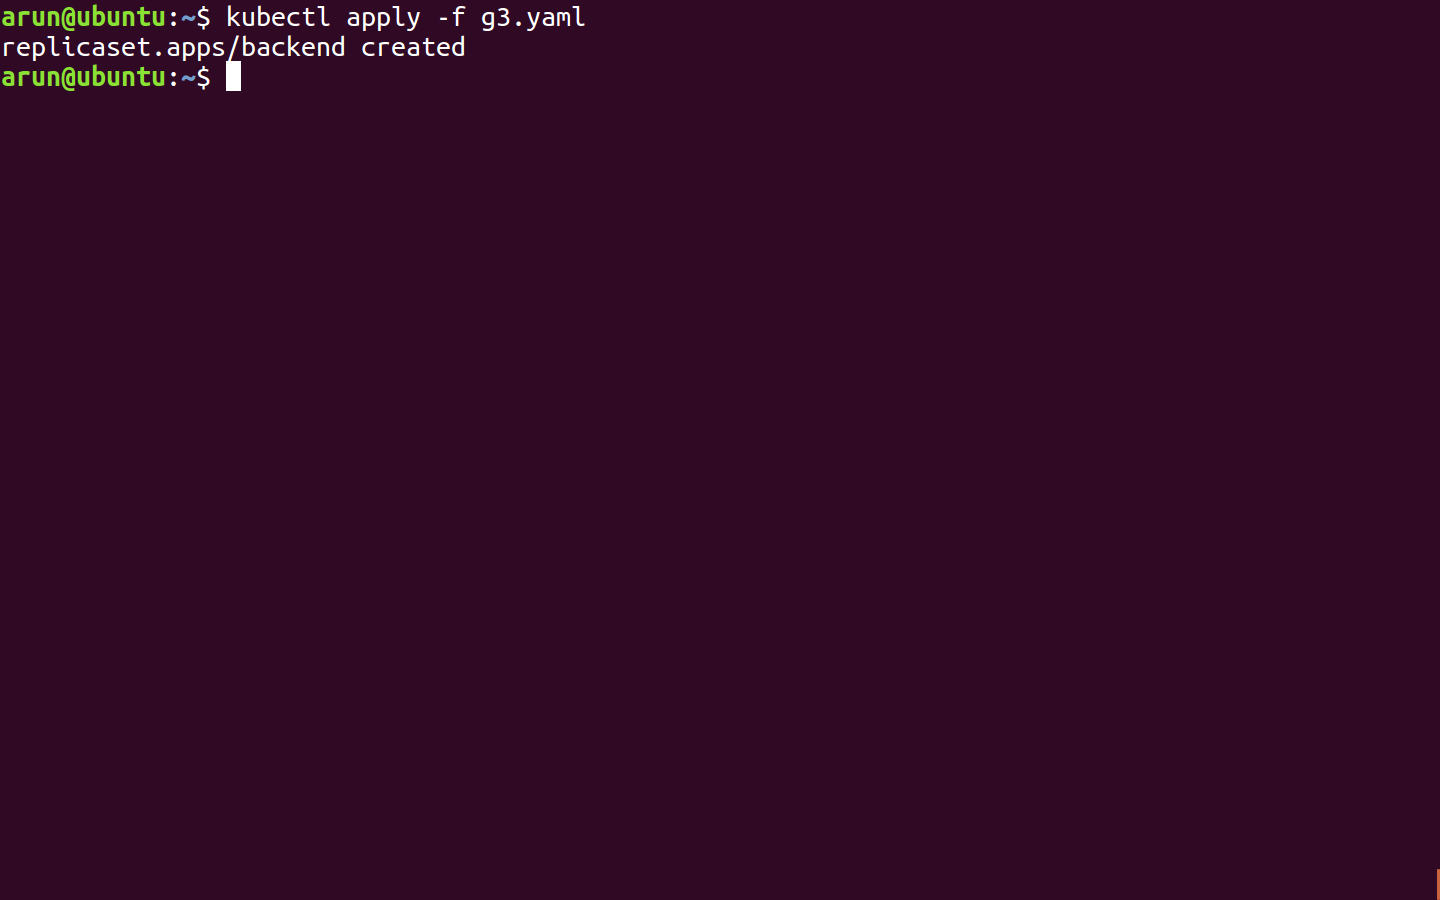 arun@ubuntu:~$ kubectl apply -f g3.yaml
replicaset.apps/backend created
arun@ubuntu:~$